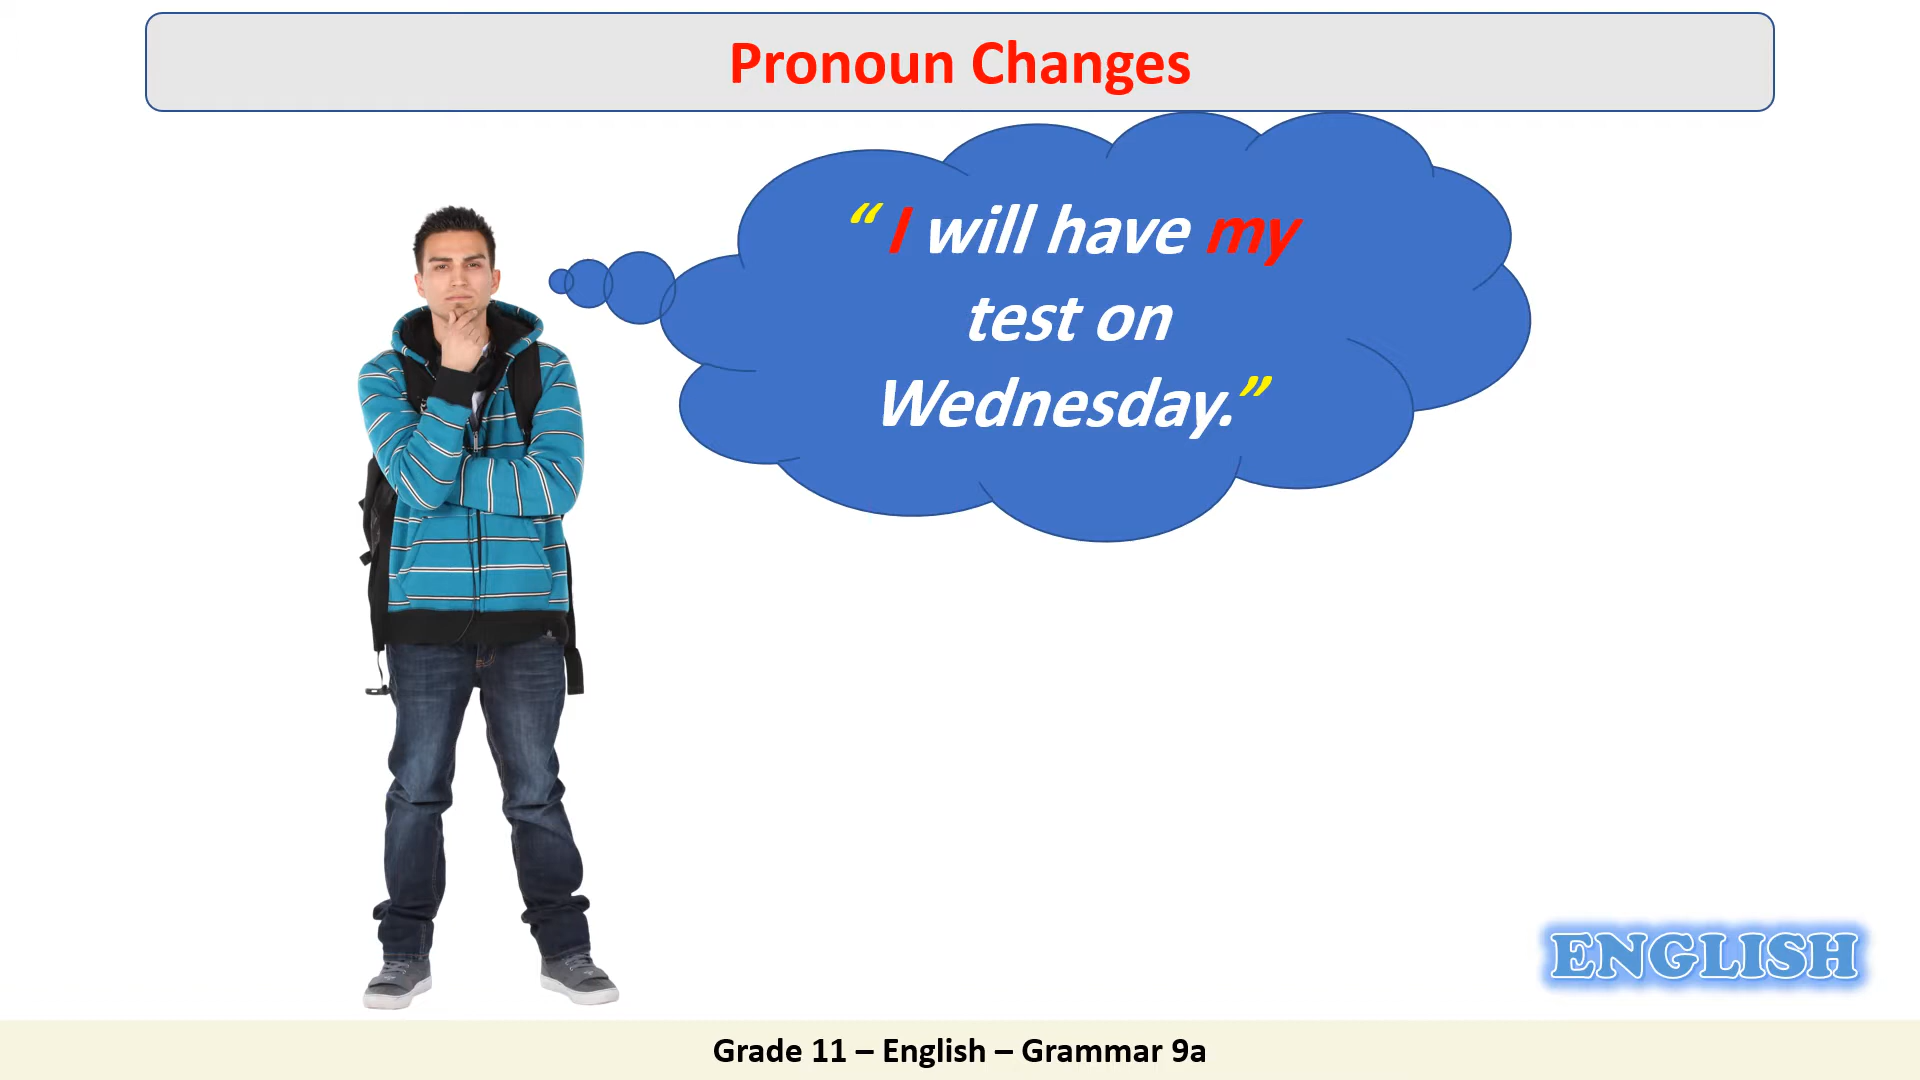 Pronoun Changes
“ I will have my
test on
Wednesday.”
ENGLISH
Grade 11 – English – Grammar 9a